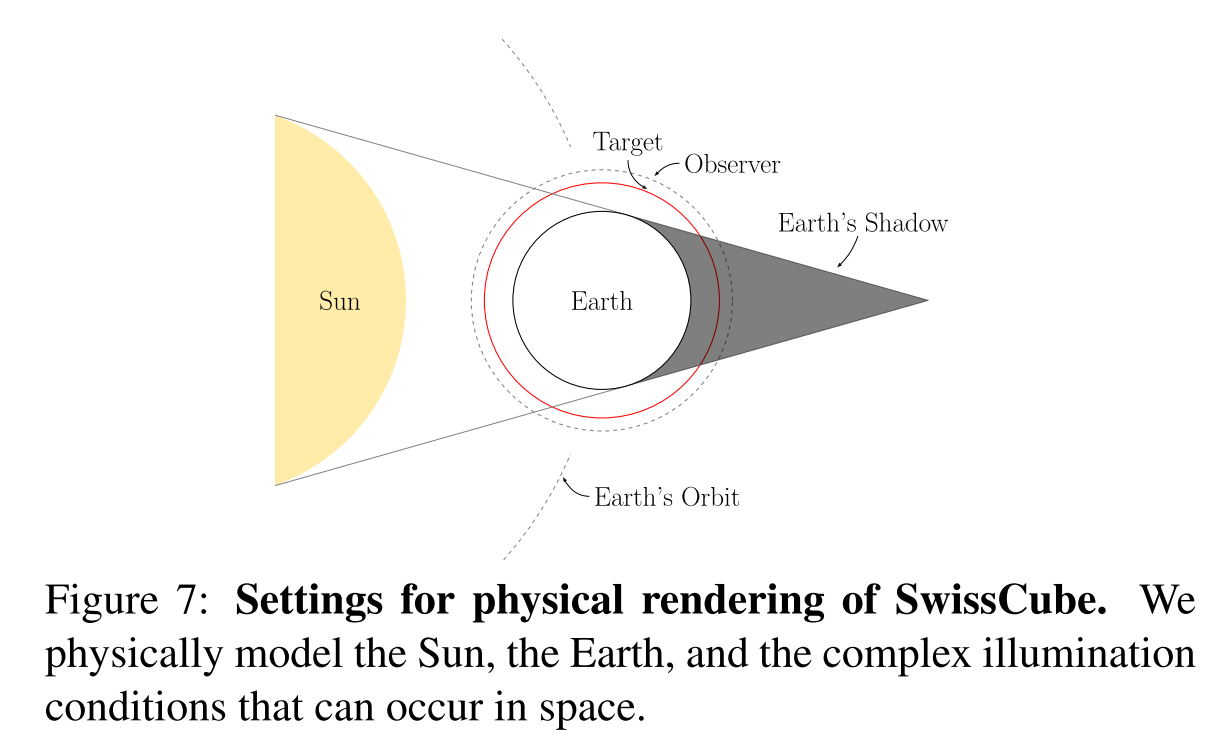 Target
Observer
Earth's Shadow
Sun
Earth
Earth's Orbit
Figure 7: Settings for physical rendering of SwissCube. We
physically model the Sun, the Earth, and the complex illumination
conditions that can occur in space.